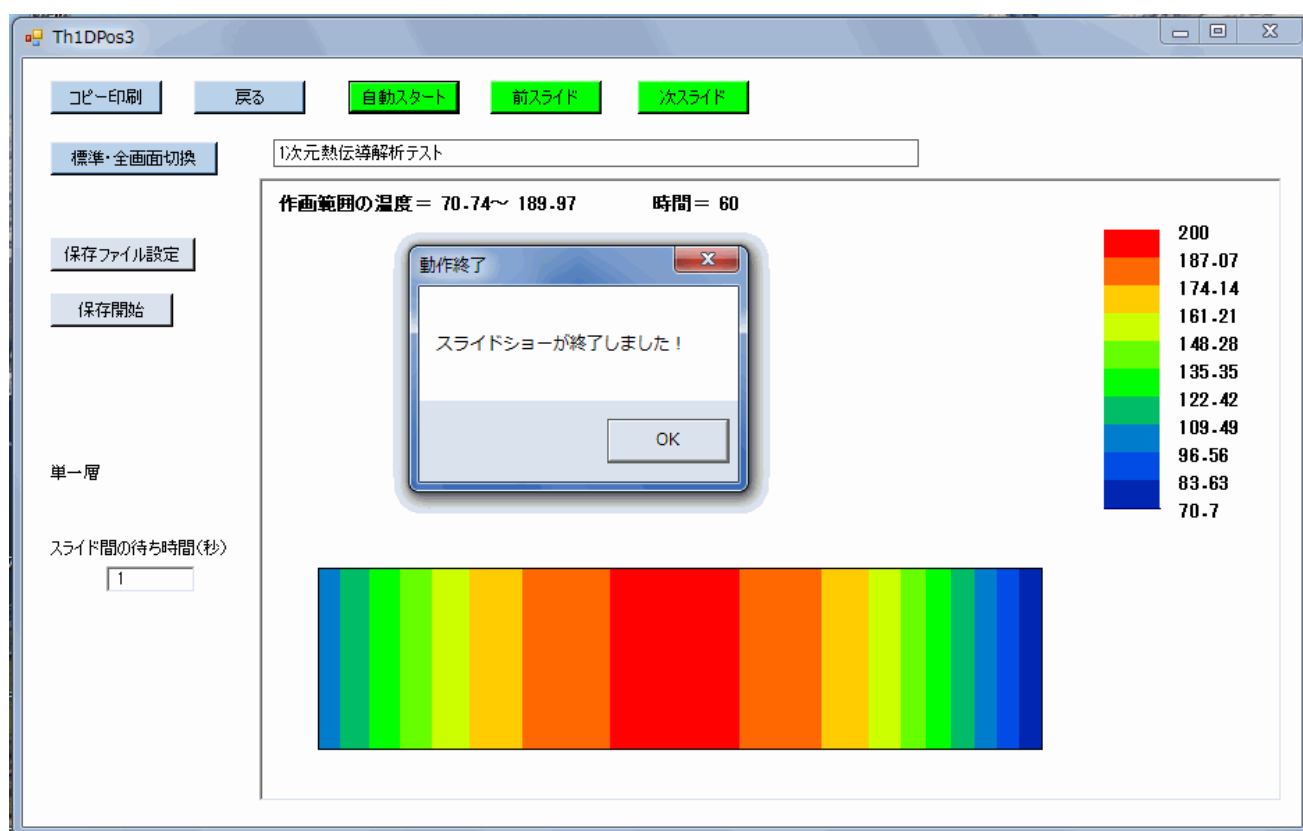 Th1DPos3
コピー印刷
戻る
自動スタート
前スライド
次スライド
標準・全画面切換
1次元熱伝導解析テスト
作画範囲の温度＝ 70.74～ 189.97
時間＝ 60
保存ファイル設定
保存開始
動作終了
スライドショーが終了しました！
OK
200
187.07
174.14
161.21
148.28
135.35
122.42
109.49
96.56
83.63
70.7
単一層
スライド間の待ち時間(秒)
1